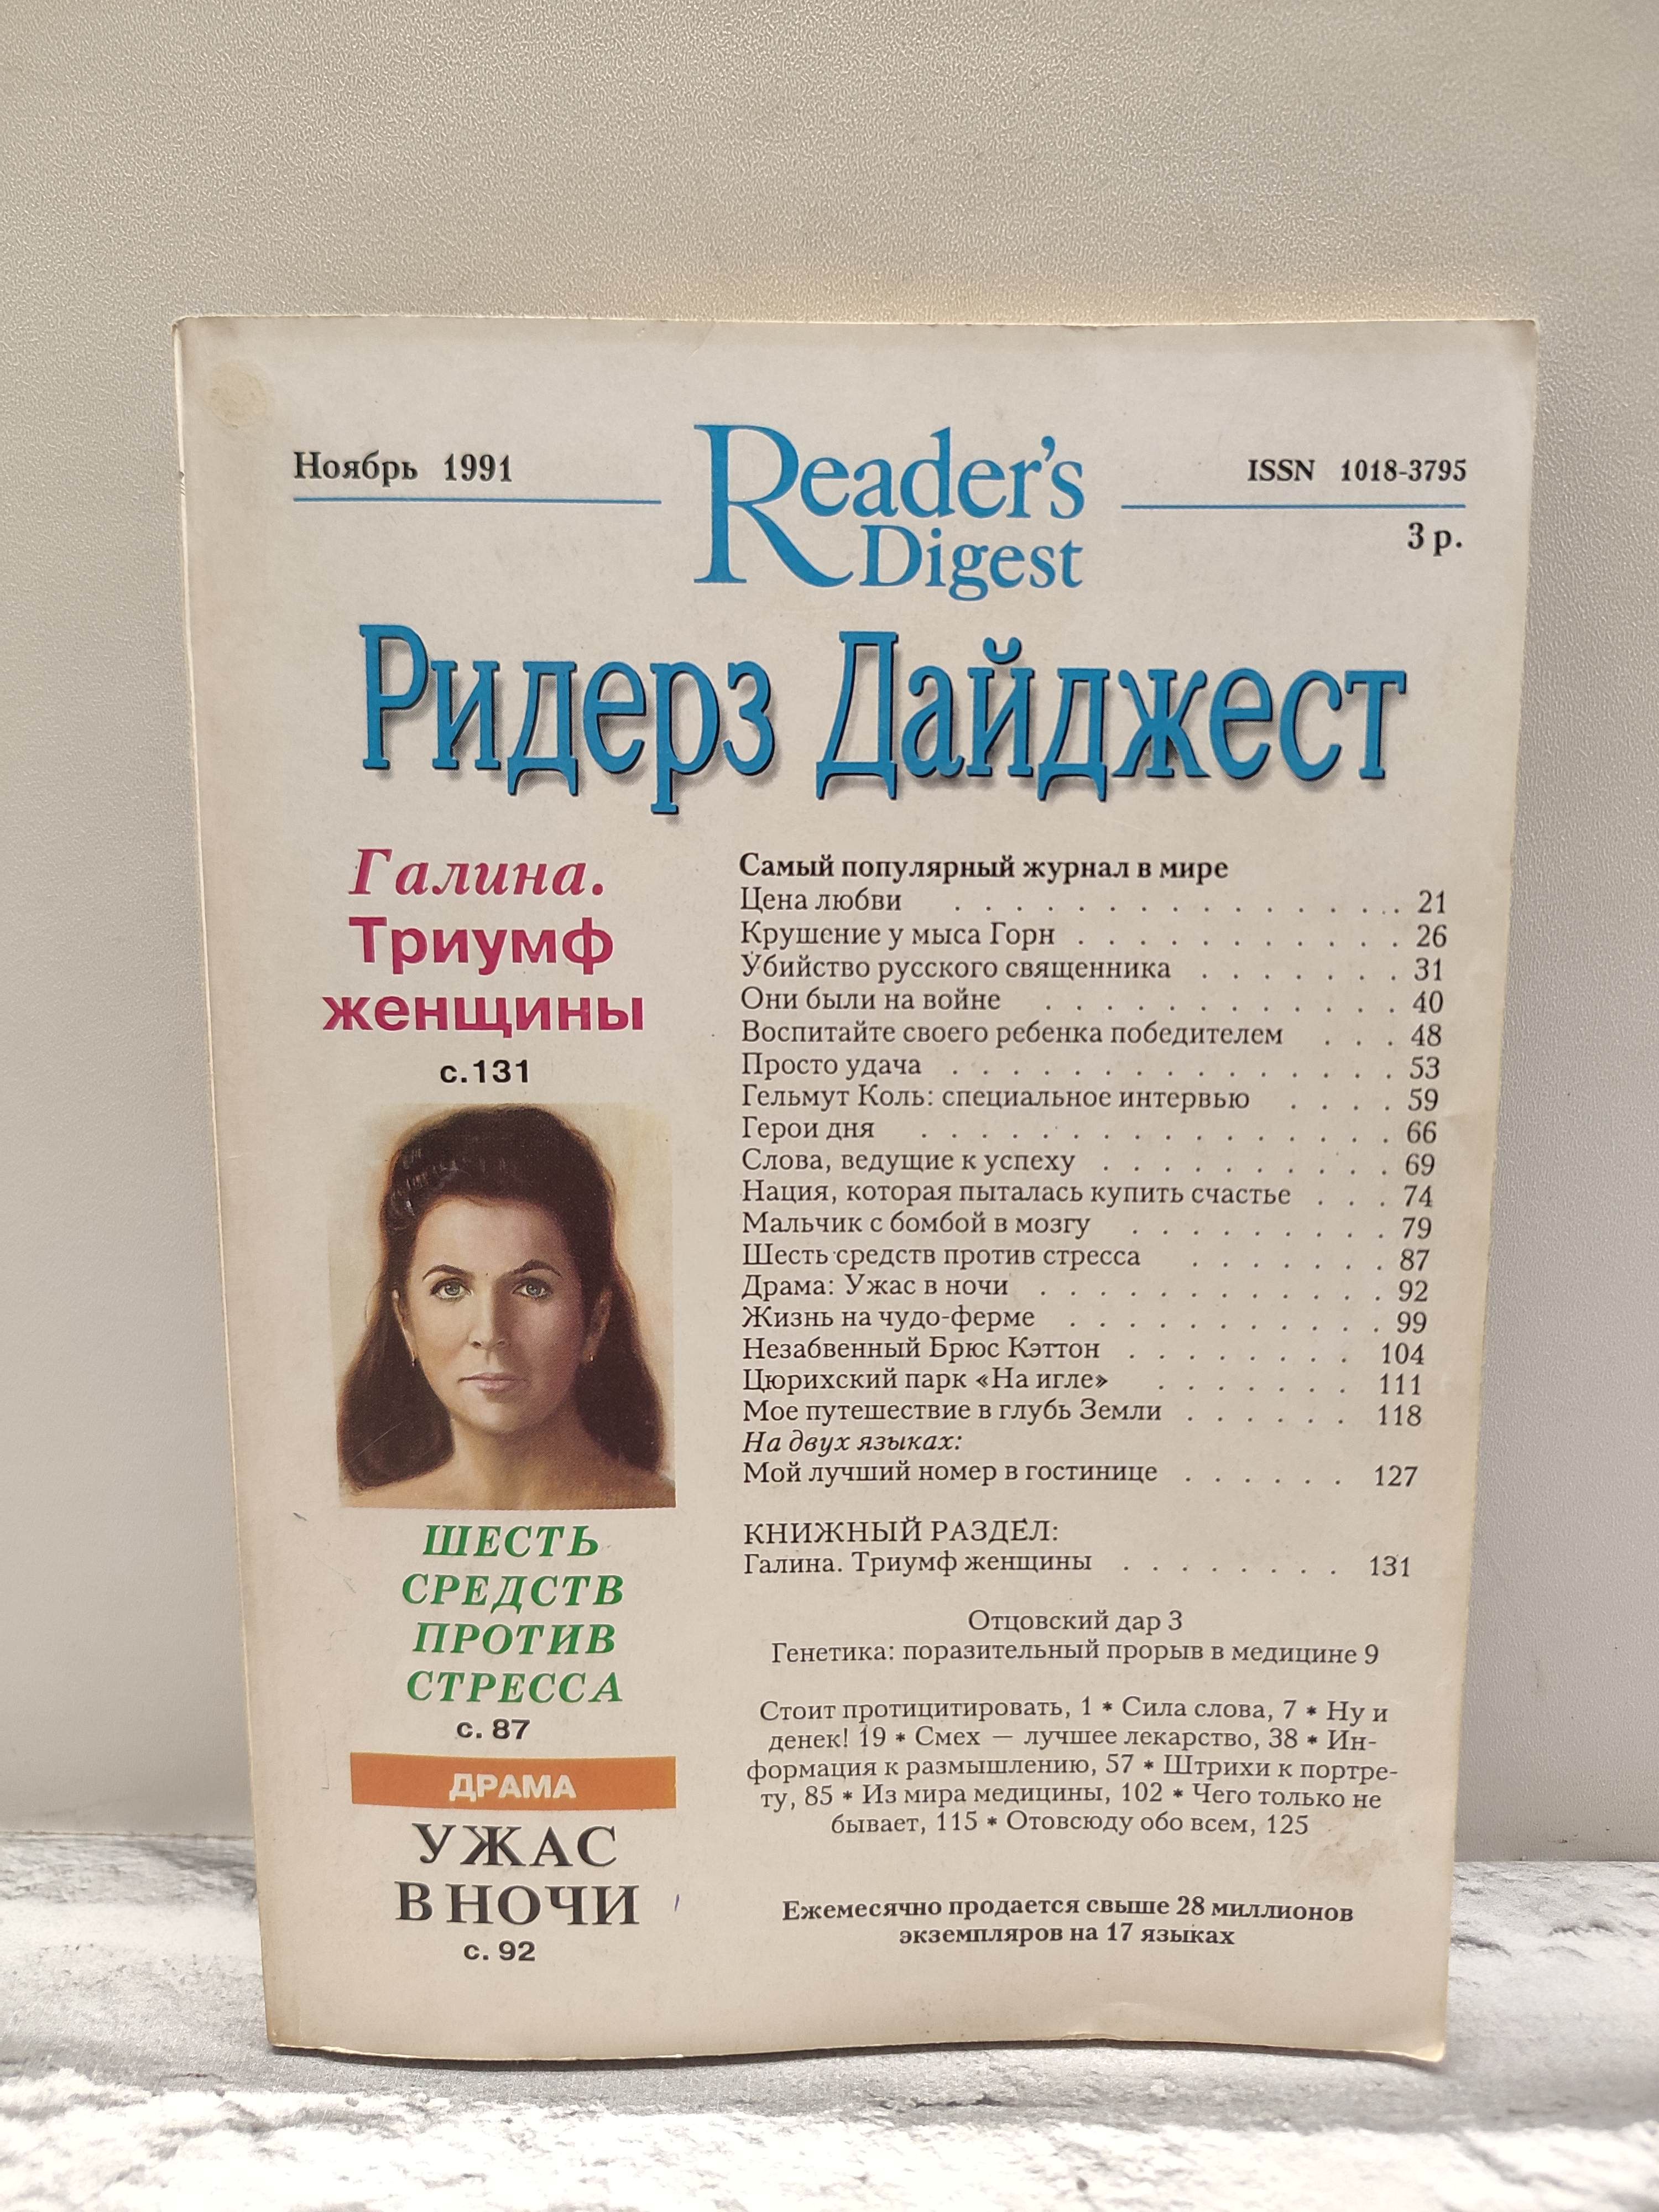 Ноябрь 1991
Reader's Digest
ISSN 1018-3795
3 р.
Ридерз Дайджест
Галина.
Триумф
женщины
с.131
ШЕСТЬ
СРЕДСТВ
ПРОТИВ
СТРЕССА
с. 87
ДРАМА
УЖАС
В НОЧИ
с. 92
Самый популярный журнал в мире
Цена любви . . . . . . . . . . . . . . . . 21
Крушение у мыса Горн . . . . . . . . . . . 26
Убийство русского священника . . . . . . . 31
Они были на войне . . . . . . . . . . . . 40
Воспитайте своего ребенка победителем . . . 48
Просто удача . . . . . . . . . . . . . . . 53
Гельмут Коль: специальное интервью . . . . 59
Герои дня . . . . . . . . . . . . . . . . 66
Слова, ведущие к успеху . . . . . . . . . . 69
Нация, которая пыталась купить счастье . . . 74
Мальчик с бомбой в мозгу . . . . . . . . . 79
Шесть средств против стресса . . . . . . . 87
Драма: Ужас в ночи . . . . . . . . . . . . 92
Жизнь на чудо-ферме . . . . . . . . . . . 99
Незабвенный Брюс Кэттон . . . . . . . . 104
Цюрихский парк «На игле» . . . . . . . 111
Мое путешествие в глубь Земли . . . . . . 118
На двух языках:
Мой лучший номер в гостинице . . . . . . 127
КНИЖНЫЙ РАЗДЕЛ:
Галина. Триумф женщины . . . . . . . . 131
Отцовский дар 3
Генетика: поразительный прорыв в медицине 9
Стоит протицитировать, 1 * Сила слова, 7 * Ну и
денек! 19 * Смех — лучшее лекарство, 38 * Ин-
формация к размышлению, 57 * Штрихи к портре-
ту, 85 * Из мира медицины, 102 * Чего только не
бывает, 115 * Отовсюду обо всем, 125
Ежемесячно продается свыше 28 миллионов
экземпляров на 17 языках